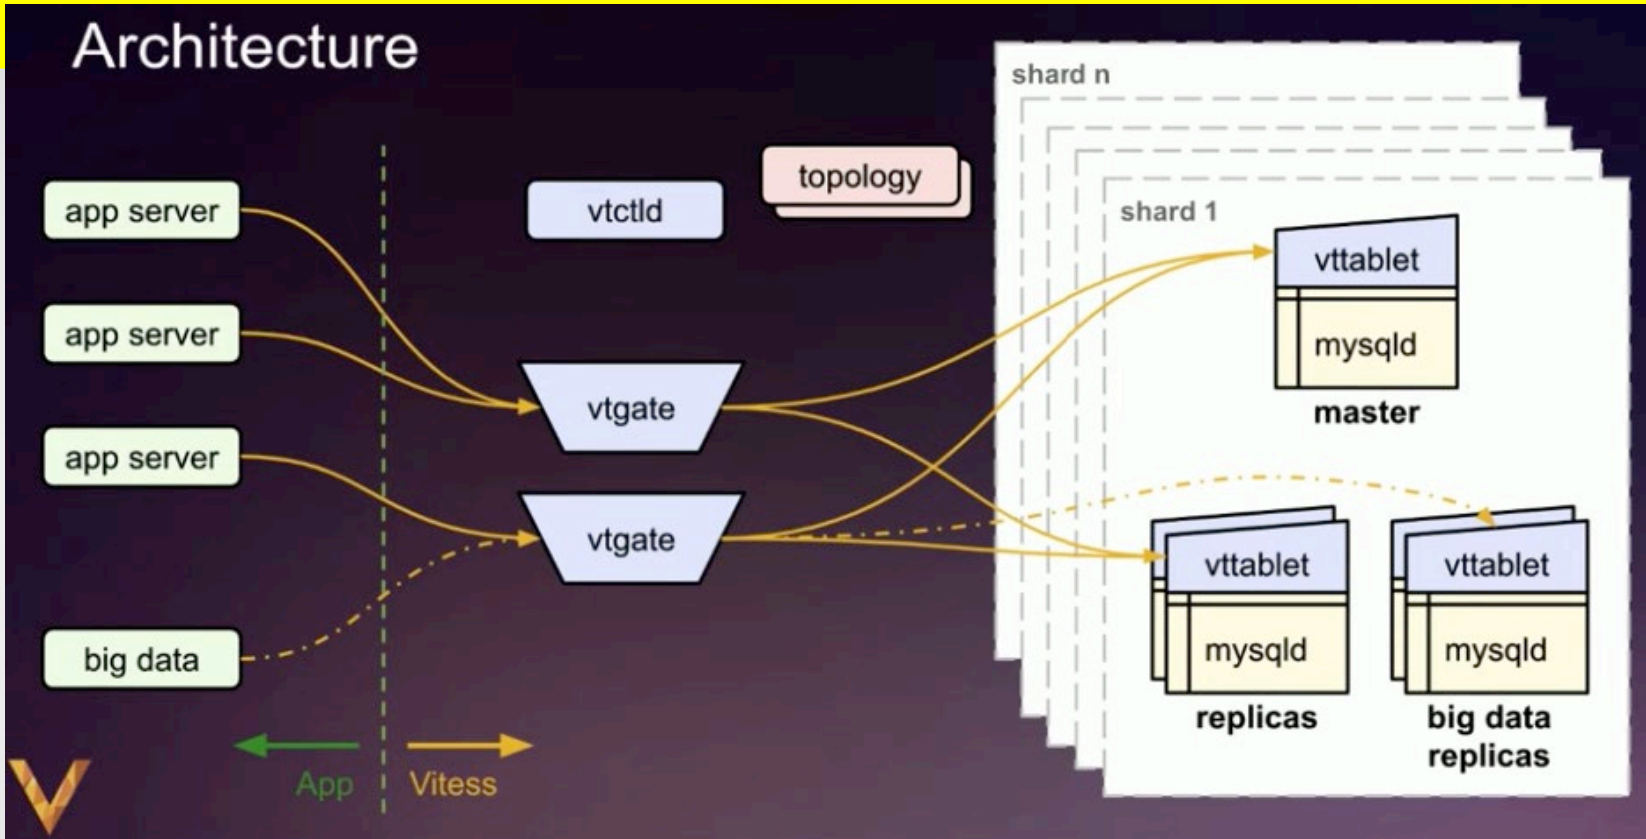 Architecture
shard n
topology
app server
vtctld
shard 1
vttablet
app server
mysqld
vtgate
master
app server
vtgate
vttablet
vttablet
big data
mysqld
mysqld
replicas
big data
replicas
App
Vitess